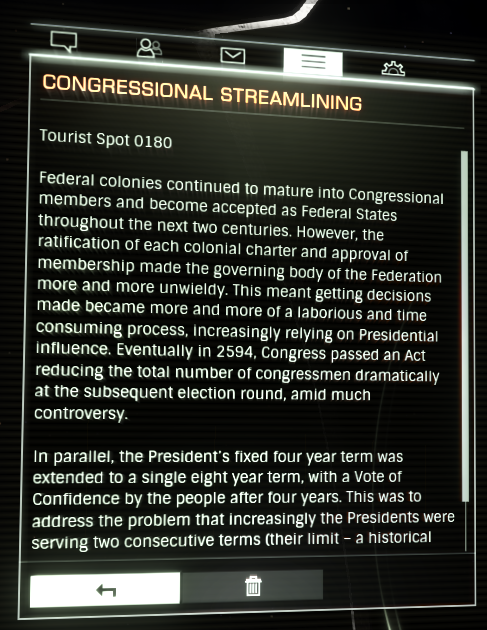 CONGRESSIONAL STREAMLINING
Tourist Spot 0180
Federal colonies continued to mature into Congressional
members and become accepted as Federal States
throughout the next two centuries. However, the
ratification of each colonial charter and approval of
membership made the governing body of the Federation
more and more unwieldy. This meant getting decisions
made became more and more of a laborious and time
consuming process, increasingly relying on Presidential
influence. Eventually in 2594, Congress passed an Act
reducing the total number of congressmen dramatically
at the subsequent election round, amid much
controversy.
In parallel, the President's fixed four year term was
extended to a single eight year term, with a Vote of
Confidence by the people after four years. This was to
address the problem that increasingly the Presidents were
serving two consecutive terms (their limit – a historical